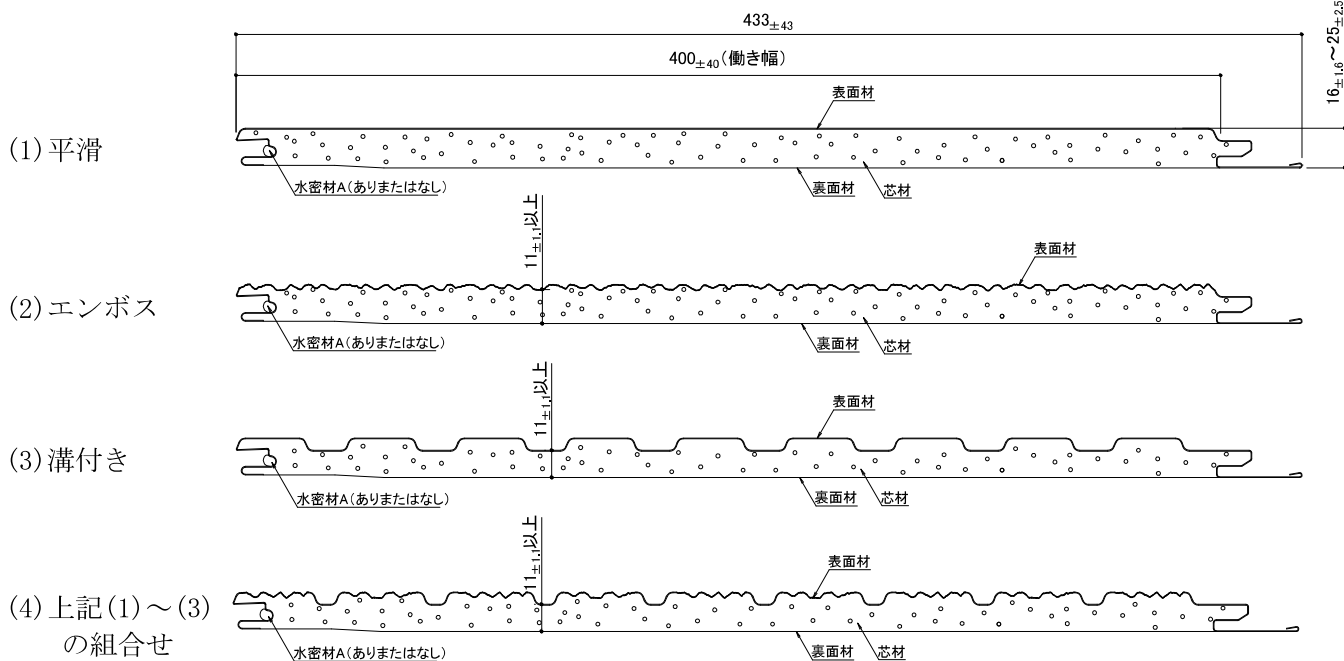 433±43
400±40(働き幅)
16±1.6～25±2.5
表面材
(1)平滑
水密材A(ありまたはなし)
裏面材
芯材
11±1.1以上
表面材
(2)エンボス
水密材A(ありまたはなし)
裏面材
芯材
11±1.1以上
表面材
(3)溝付き
水密材A(ありまたはなし)
裏面材
芯材
11±1.1以上
表面材
(4)上記(1)～(3)
の組合せ
水密材A(ありまたはなし)
裏面材
芯材